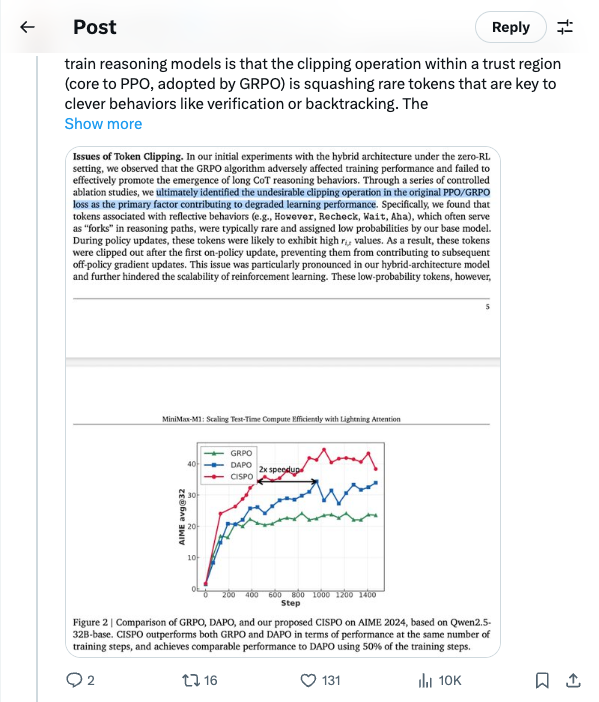 Post
Reply
train reasoning models is that the clipping operation within a trust region
(core to PPO, adopted by GRPO) is squashing rare tokens that are key to
clever behaviors like verification or backtracking. The
Show more
Issues of Token Clipping. In our initial experiments with the hybrid architecture under the zero-RL
setting, we observed that the GRPO algorithm adversely affected training performance and failed to
effectively promote the emergence of long CoT reasoning behaviors. Through a series of controlled
ablation studies, we ultimately identified the undesirable clipping operation in the original PPO/GRPO
loss as the primary factor contributing to degraded learning performance. Specifically, we found that
tokens associated with reflective behaviors (e.g., However, Recheck, Wait, Aha), which often serve
as "forks" in reasoning paths, were typically rare and assigned low probabilities by our base model.
During policy updates, these tokens were likely to exhibit high r_{i,t} values. As a result, these tokens
were clipped out after the first on-policy update, preventing them from contributing to subsequent
off-policy gradient updates. This issue was particularly pronounced in our hybrid-architecture model
and further hindered the scalability of reinforcement learning. These low-probability tokens, however,
5
MiniMax-M1: Scaling Test-Time Compute Efficiently with Lightning Attention
GRPO
DAPO
CISPO
2x speedup
AIME avg@32
40
30
20
10
0
0 200 400 600 800 1000 1200 1400
Step
Figure 2 | Comparison of GRPO, DAPO, and our proposed CISPO on AIME 2024, based on Qwen2.5-
32B-base. CISPO outperforms both GRPO and DAPO in terms of performance at the same number of
training steps, and achieves comparable performance to DAPO using 50% of the training steps.
2 16 131 10K